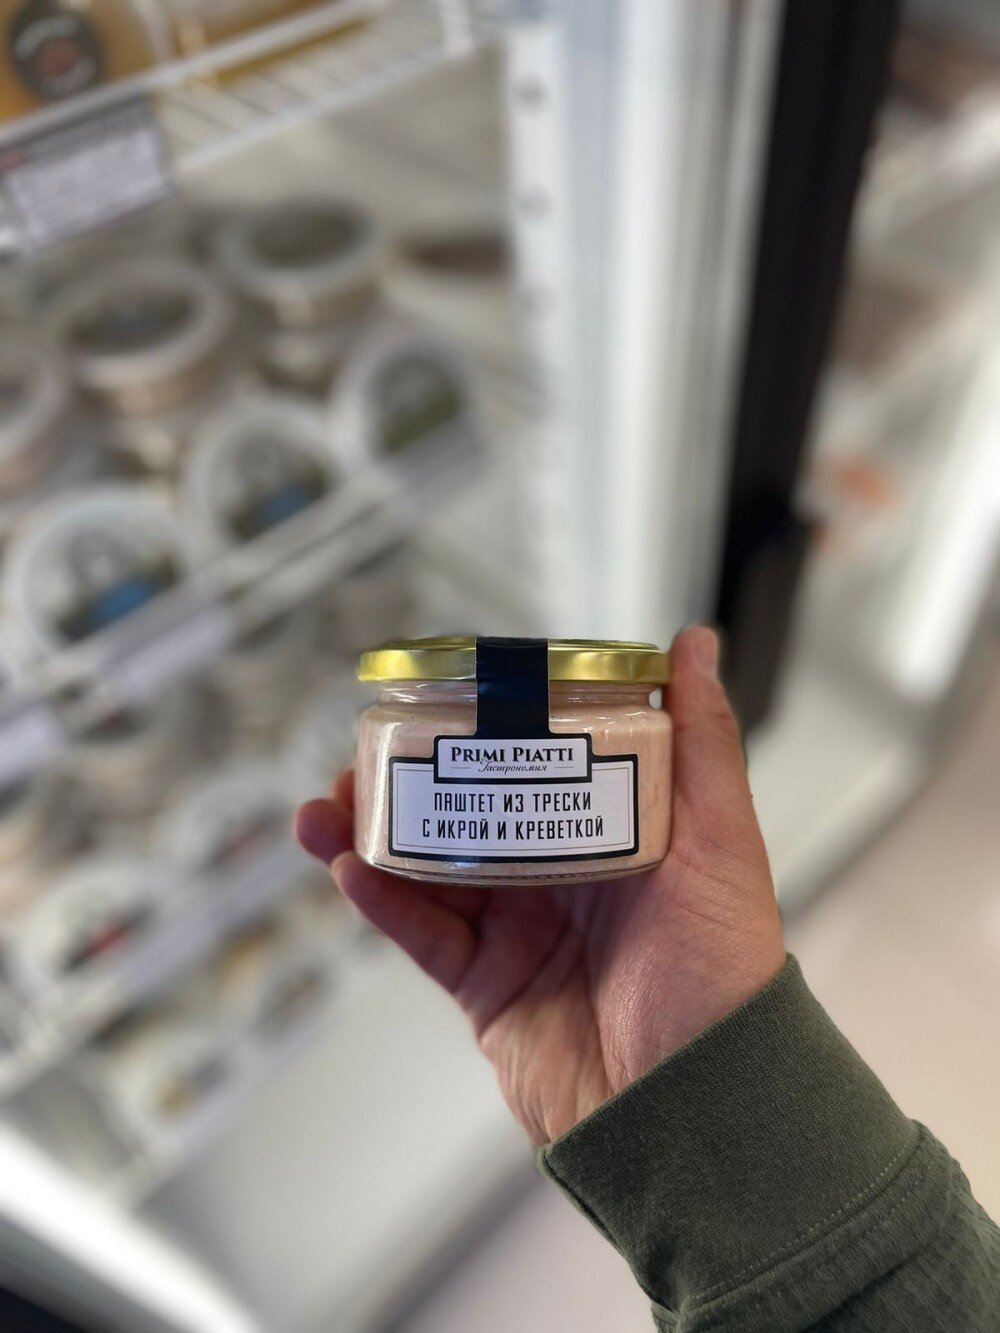 PRIMI PIATTI
Гастрономия
ПАШТЕТ ИЗ ТРЕСКИ
С ИКРОЙ И КРЕВЕТКОЙ